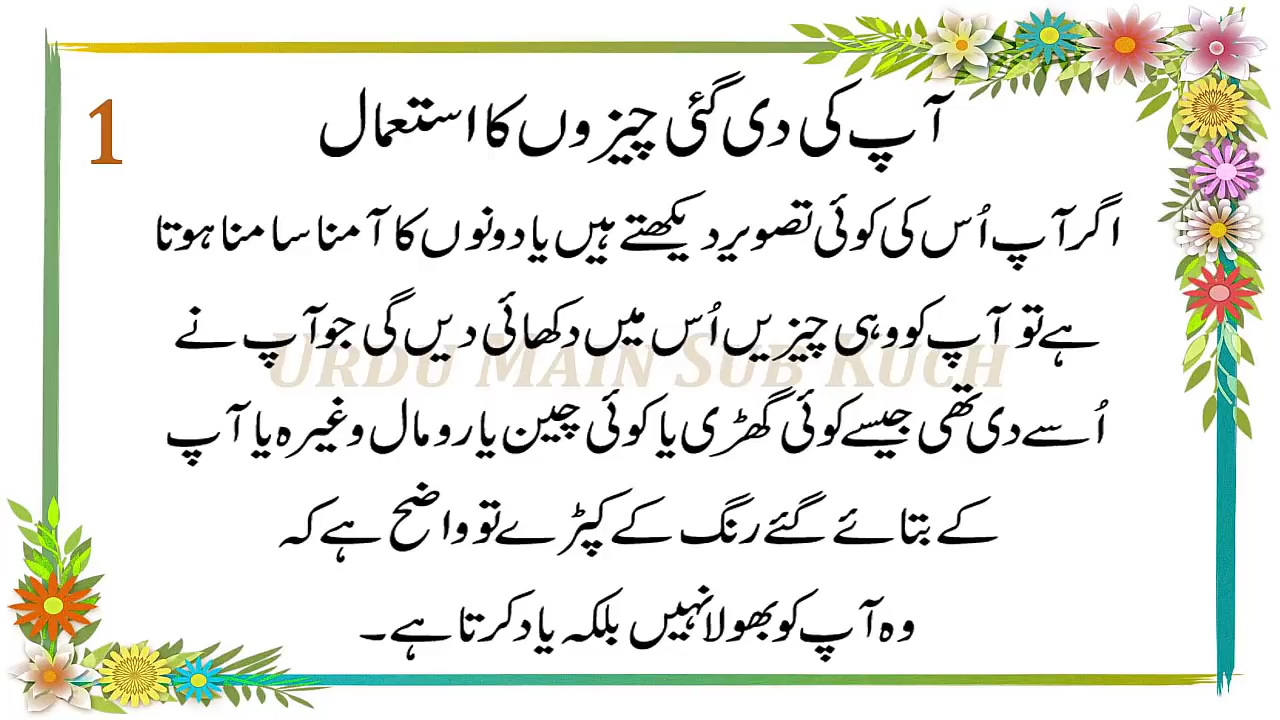 1
آپ کی دی گئی چیزوں کا استعمال
اگر آپ اُس کی کوئی تصویر دیکھتے ہیں یا دونوں کا آمنا سامنا ہوتا
ہے تو آپ کو وہی چیزیں اُس میں دکھائی دیں گی جو آپ نے
URDU MAIN SUB KUCH
اُسے دی تھی جیسے کوئی گھڑی یا کوئی چین یا رومال وغیرہ یا آپ
کے بتائے گئے رنگ کے کپڑے تو واضح ہے کہ
وہ آپ کو بھولا نہیں بلکہ یاد کرتا ہے۔